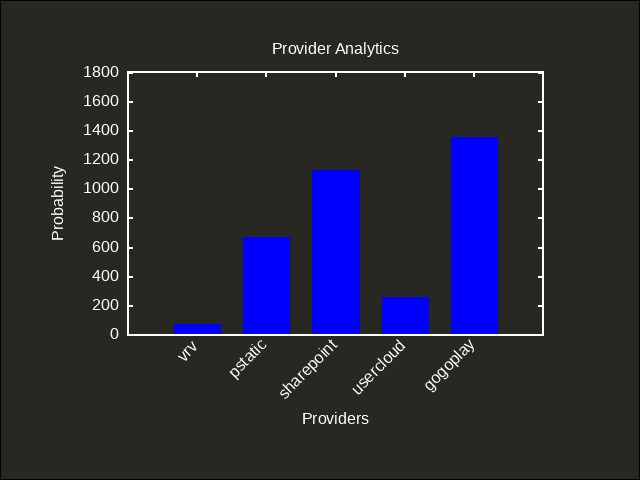 Provider Analytics
1800
1600
1400
1200
1000
800
600
400
200
0
Probability
vrv
pstatic
sharepoint
usercloud
gogoplay
Providers